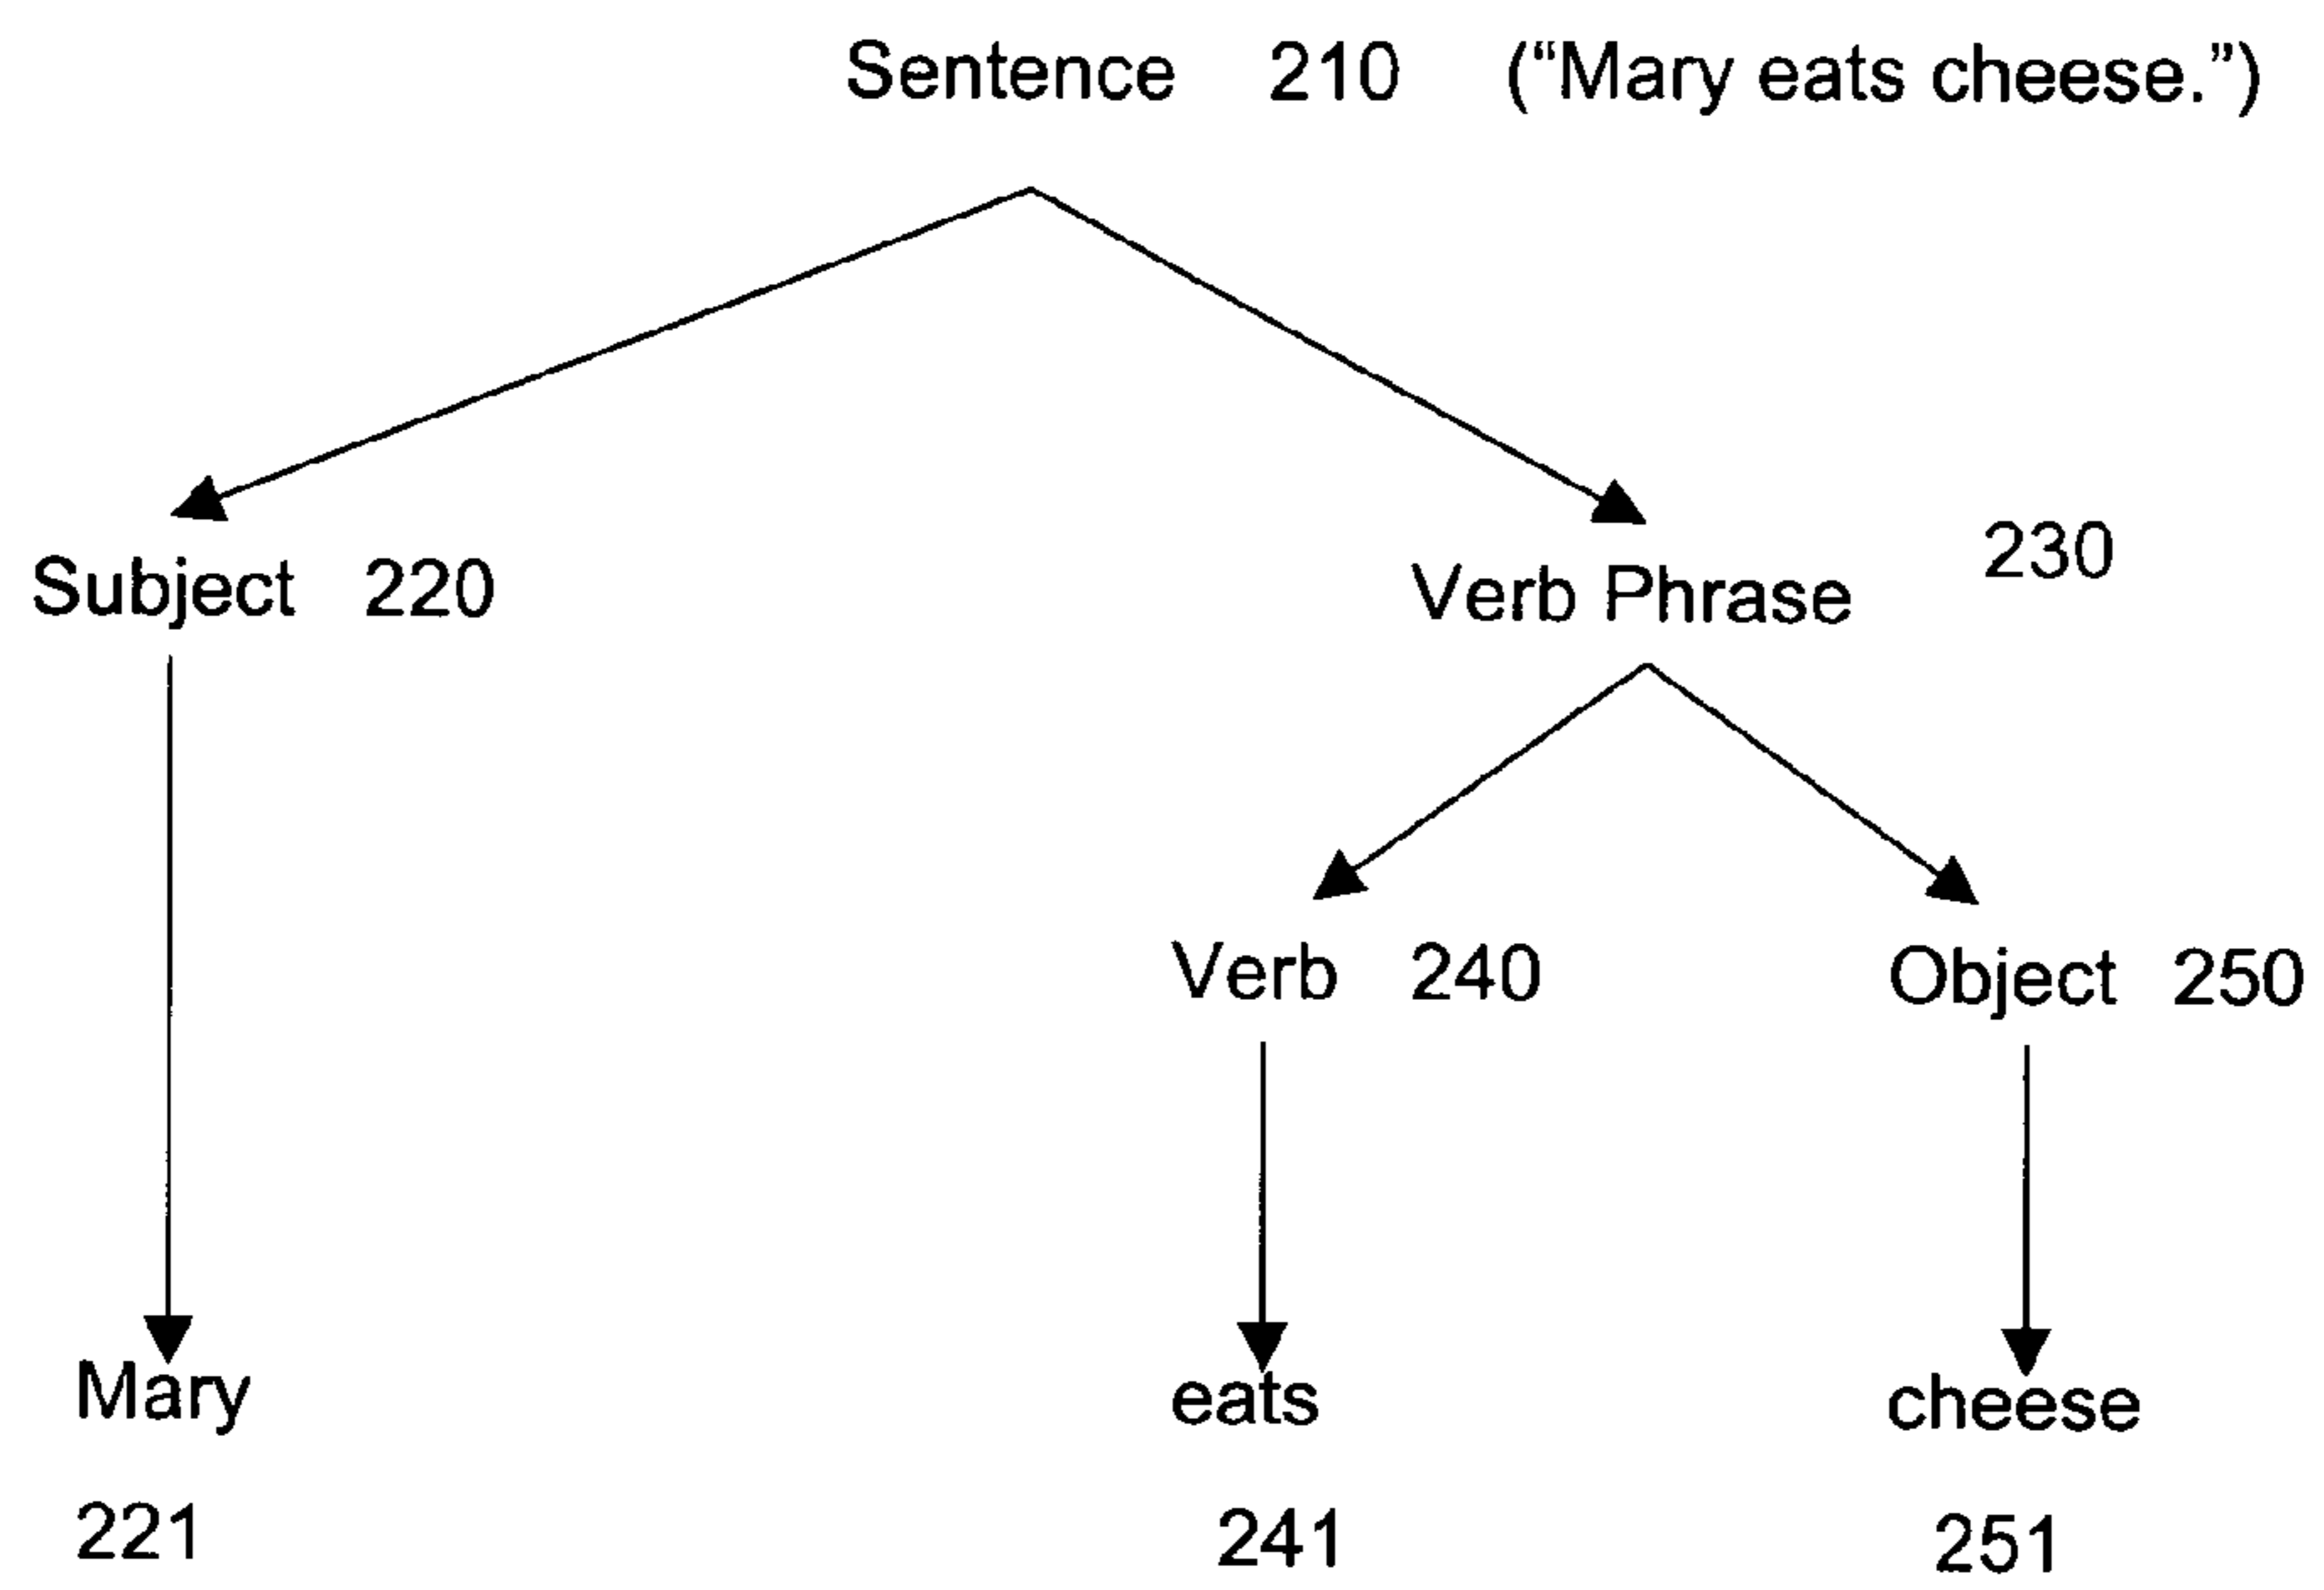 Sentence 210 (“Mary eats cheese.”)
Subject 220 Verb Phrase 230
Verb 240 Object 250
Mary eats cheese
221 241 251